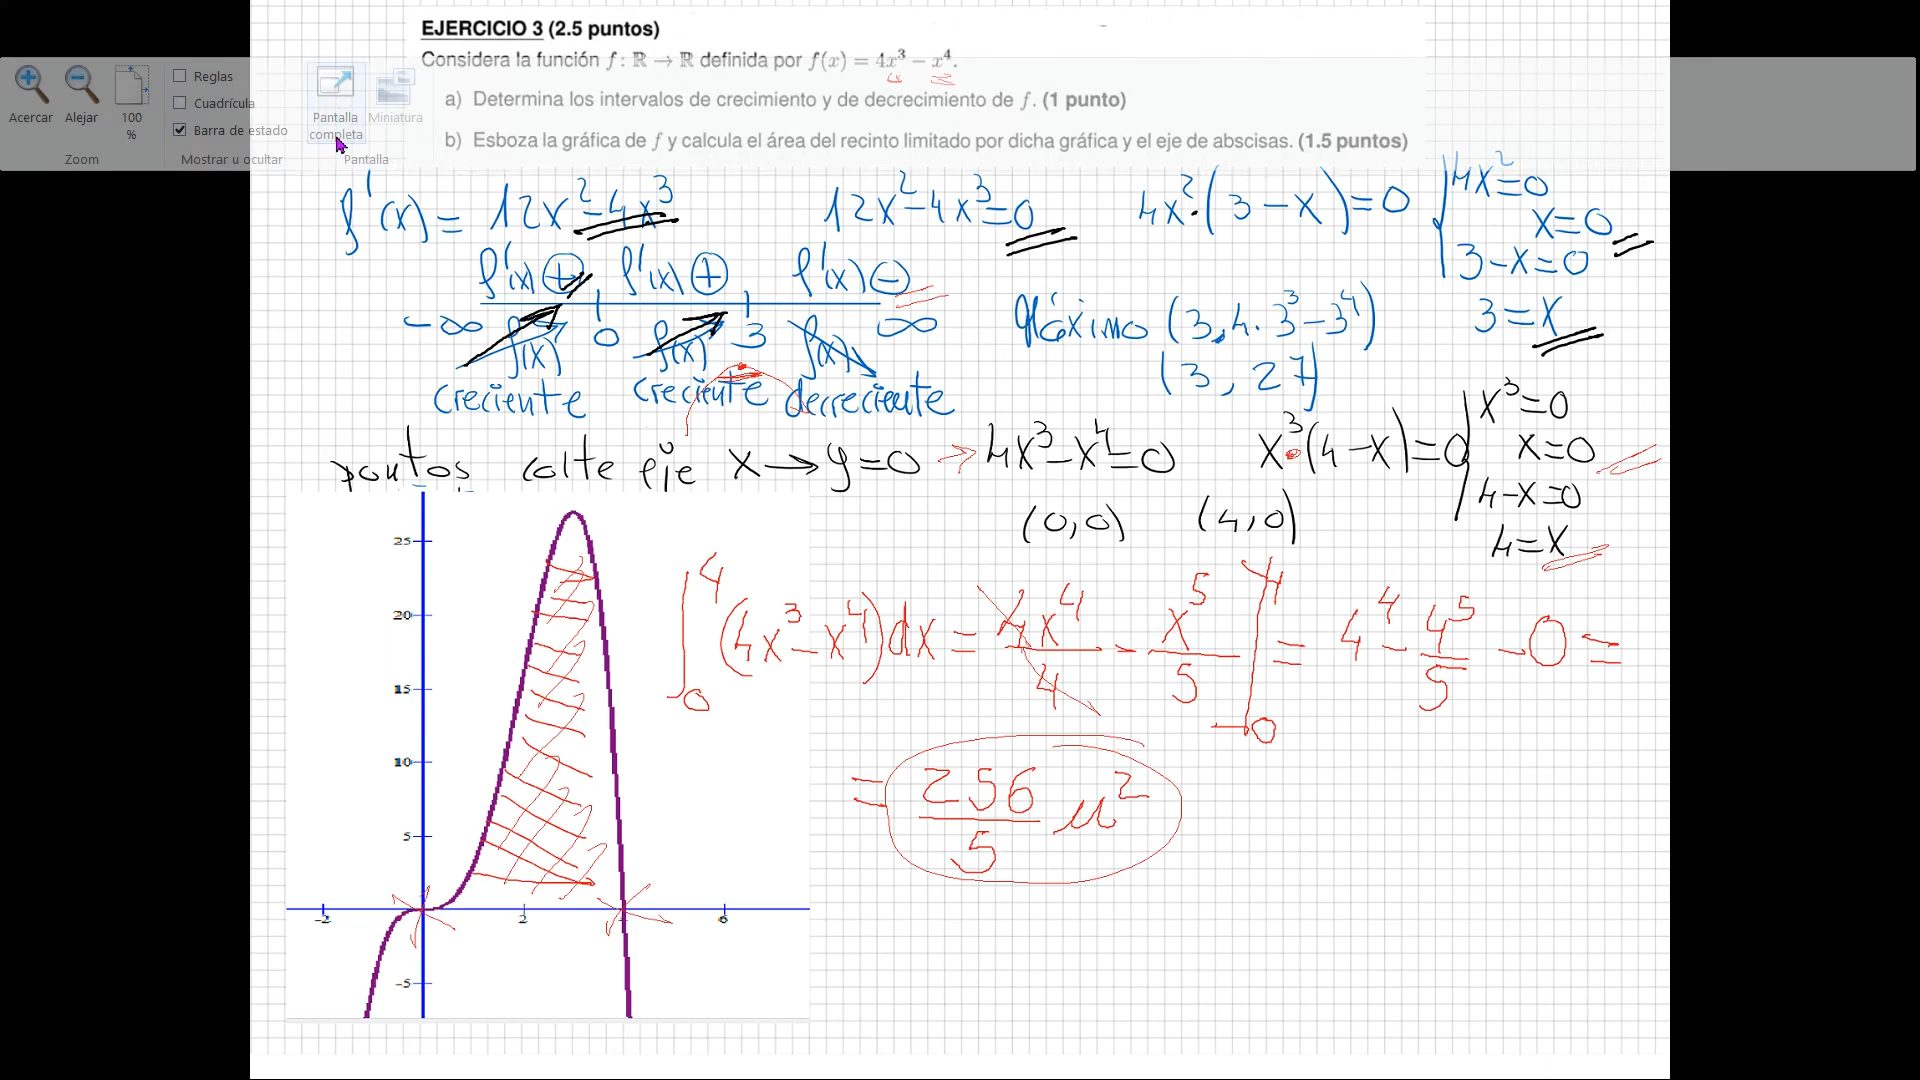 EJERCICIO 3 (2.5 puntos)
Considera la función f : ℝ → ℝ definida por f(x) = 4x³ − x⁴.
a) Determina los intervalos de crecimiento y de decrecimiento de f. (1 punto)
b) Esboza la gráfica de f y calcula el área del recinto limitado por dicha gráfica y el eje de abscisas. (1.5 puntos)
Acercar
Alejar
100 %
Zoom
Reglas
Cuadrícula
Barra de estado
Mostrar u ocultar
Pantalla completa
Miniatura
Pantalla
f'(x) = 12x² − 4x³
12x² − 4x³ = 0
4x² · (3 − x) = 0
4x² = 0
x = 0
3 − x = 0
3 = x
f'(x) + f'(x) + f'(x) −
−∞ 0 3 ∞
f(x) f(x) f(x)
creciente creciente decreciente
Máximo (3, 4 · 3³ − 3⁴)
(3, 27)
puntos corte eje x → y = 0 → 4x³ − x⁴ = 0
x³ · (4 − x) = 0
x³ = 0
x = 0
4 − x = 0
4 = x
(0, 0) (4, 0)
∫₀⁴ (4x³ − x⁴) dx = 4x⁴/4 − x⁵/5 |₀⁴ = 4⁴ − 4⁵/5 − 0 =
= 256/5 u²
25
20
15
10
5
-2 2 6
-5